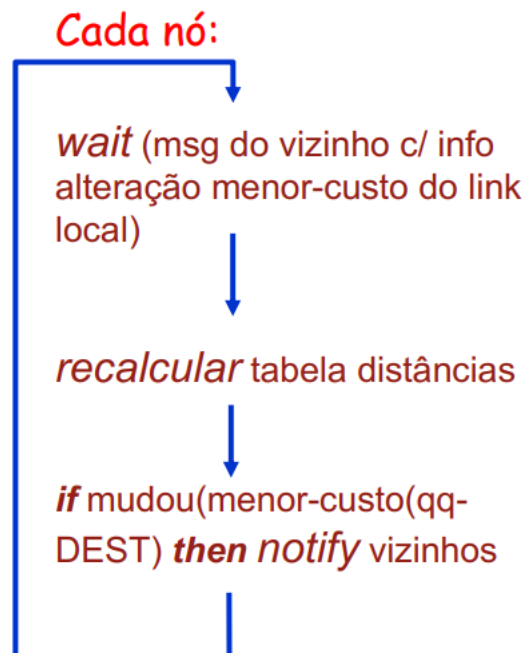 Cada nó:
wait (msg do vizinho c/ info
alteração menor-custo do link
local)
recalcular tabela distâncias
if mudou(menor-custo(qq-
DEST) then notify vizinhos